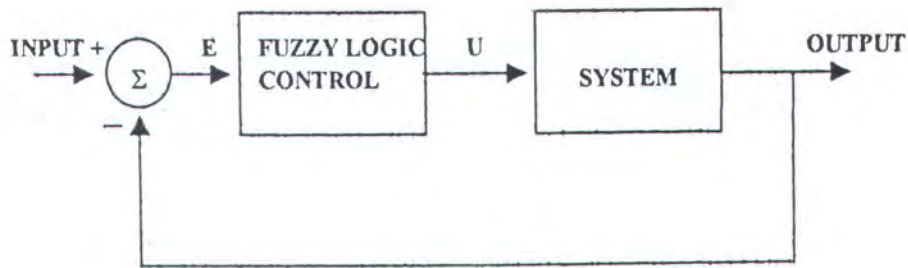 INPUT +
Σ
−
E
FUZZY LOGIC
CONTROL
U
SYSTEM
OUTPUT